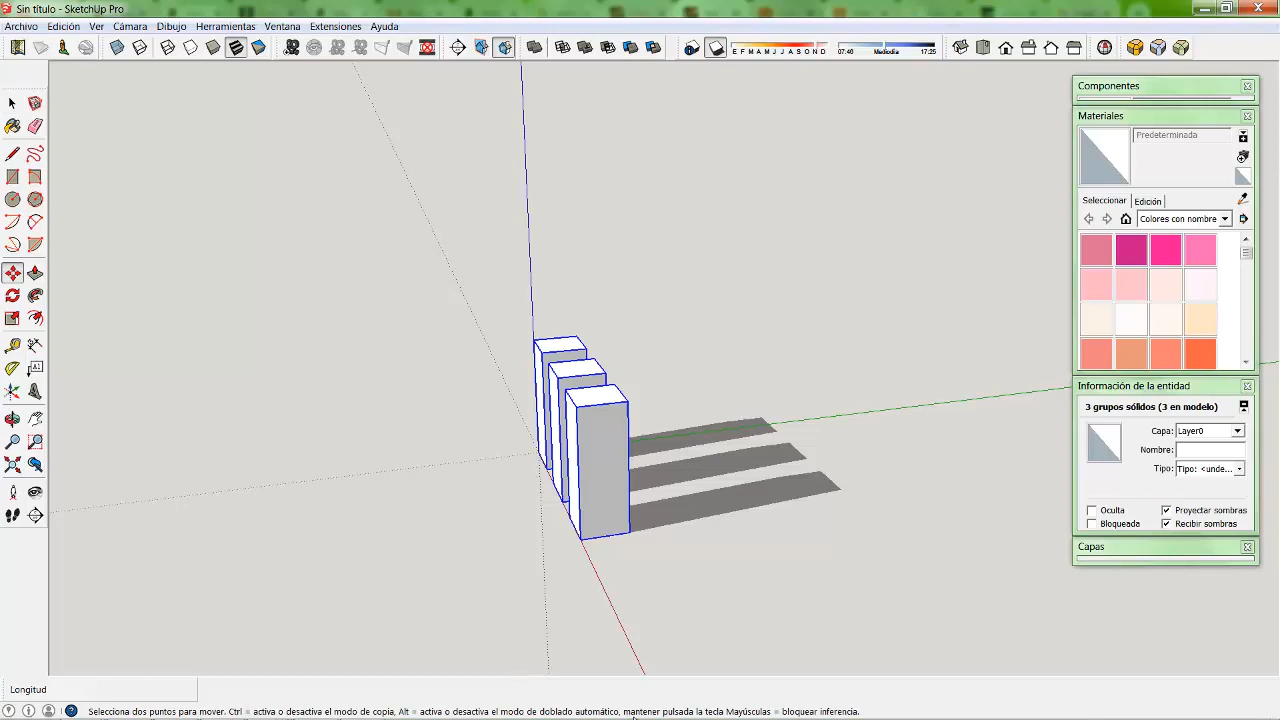 Sin título - SketchUp Pro
Archivo Edición Ver Cámara Dibujo Herramientas Ventana Extensiones Ayuda
E F M A M J J A S O N D 07:46 Mediodía 17:25
Componentes
Materiales
Predeterminada
Seleccionar Edición
Colores con nombre
Información de la entidad
3 grupos sólidos (3 en modelo)
Capa: Layer0
Nombre:
Tipo: Tipo: <unde...
Oculta Proyectar sombras
Bloqueada Recibir sombras
Capas
Longitud
Selecciona dos puntos para mover. Ctrl = activa o desactiva el modo de copia, Alt = activa o desactiva el modo de doblado automático, mantener pulsada la tecla Mayúsculas = bloquear inferencia.